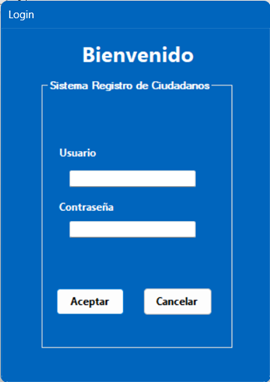 Login
Bienvenido
Sistema Registro de Ciudadanos
Usuario
Contraseña
Aceptar
Cancelar